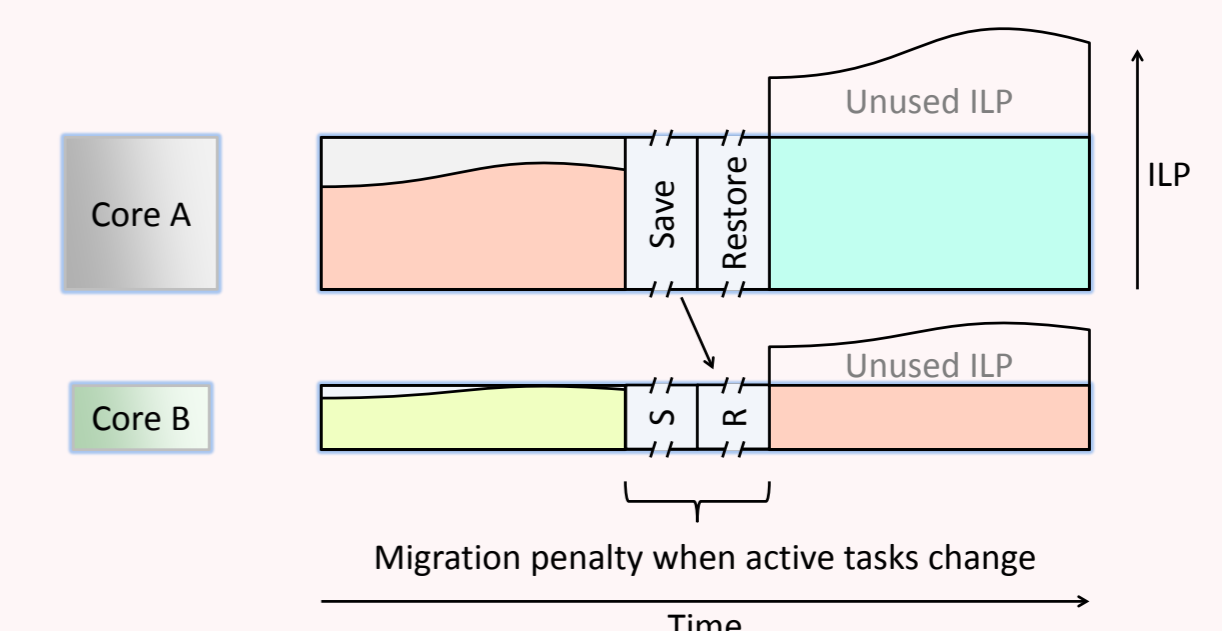 Unused ILP
ILP
Core A
Save
Restore
Unused ILP
Core B
S
R
Migration penalty when active tasks change
Time